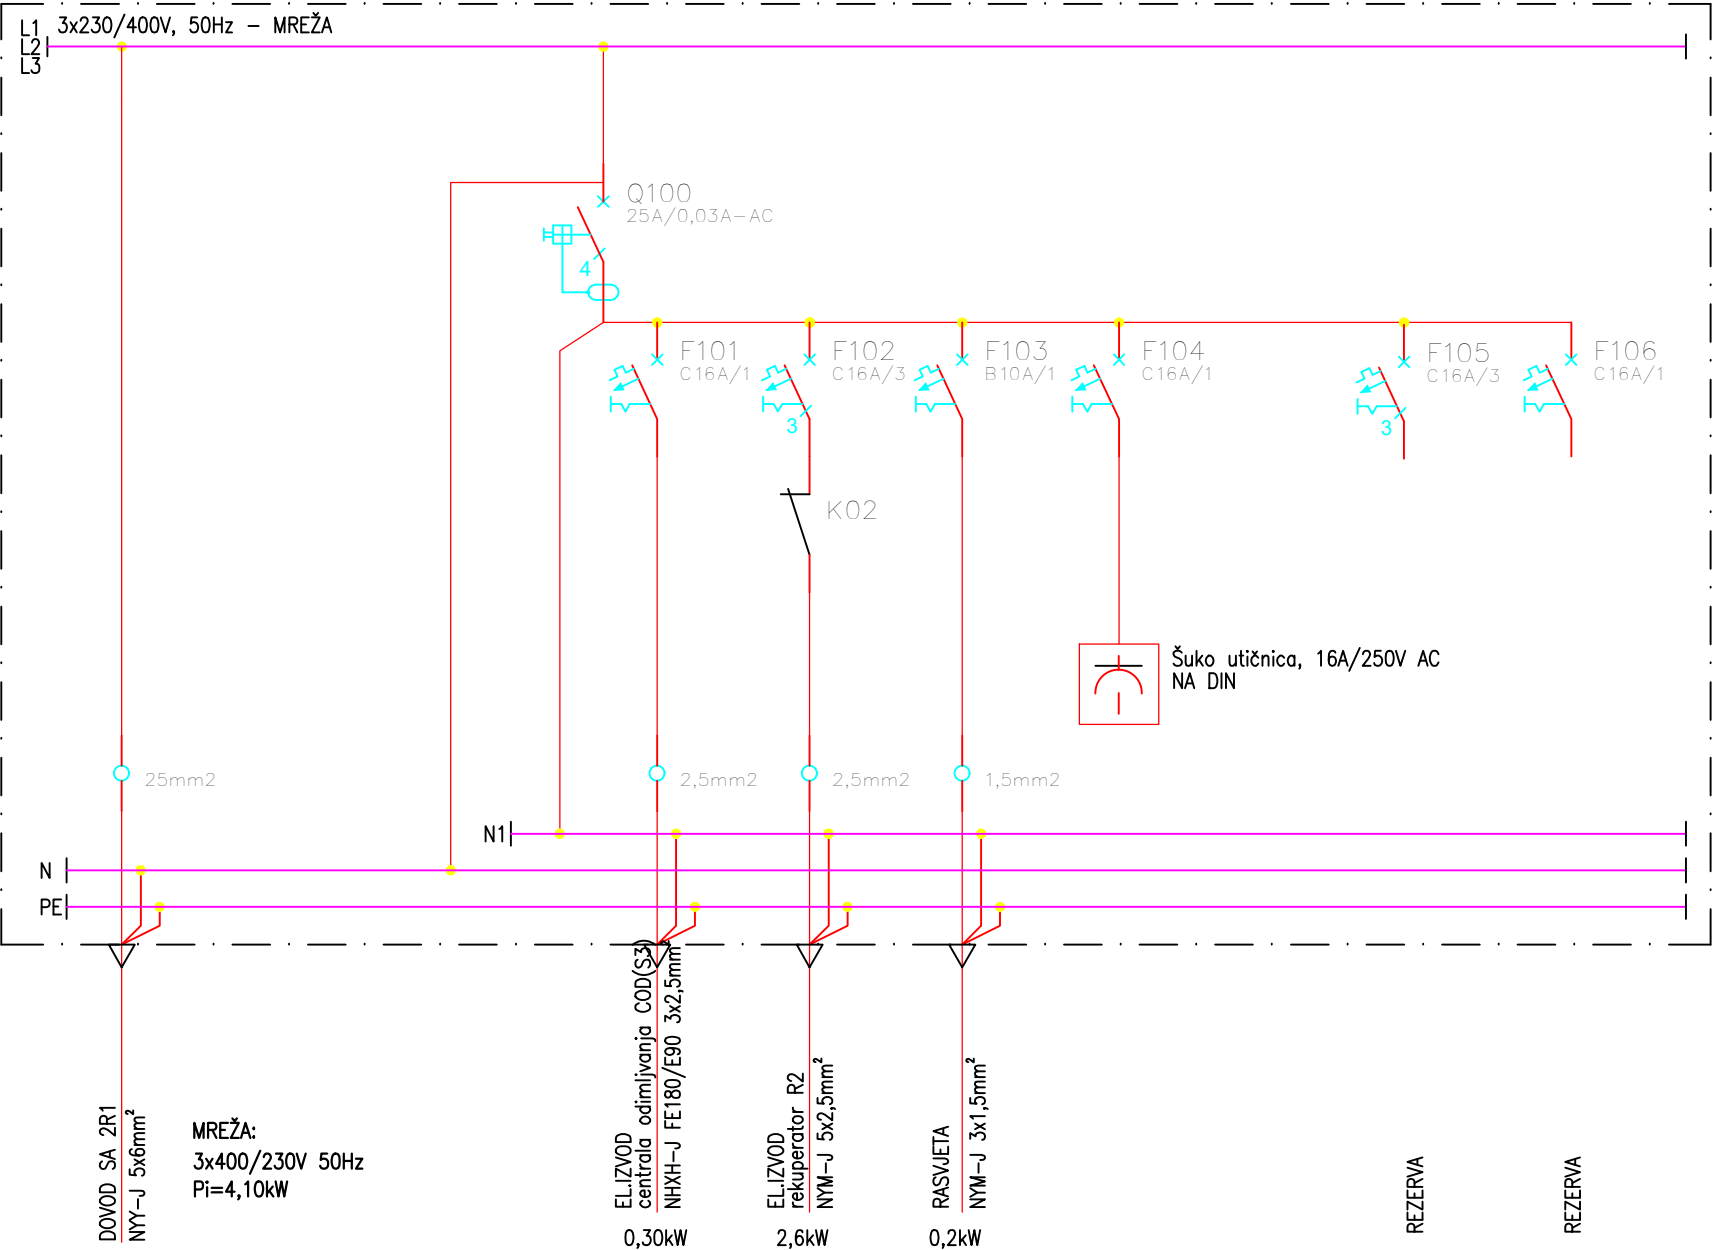 L1
L2
L3
3x230/400V, 50Hz – MREŽA
Q100
25A/0,03A–AC
4
F101
C16A/1
F102
C16A/3
3
F103
B10A/1
F104
C16A/1
F105
C16A/3
3
F106
C16A/1
K02
Šuko utičnica, 16A/250V AC
NA DIN
25mm2
2,5mm2
2,5mm2
1,5mm2
N1
N
PE
DOVOD SA 2R1
NYY–J 5x6mm²
MREŽA:
3x400/230V 50Hz
Pi=4,10kW
EL.IZVOD
centrala odimljivanja COD(S3)
NHXH–J FE180/E90 3x2,5mm²
0,30kW
EL.IZVOD
rekuperator R2
NYM–J 5x2,5mm²
2,6kW
RASVJETA
NYM–J 3x1,5mm²
0,2kW
REZERVA
REZERVA